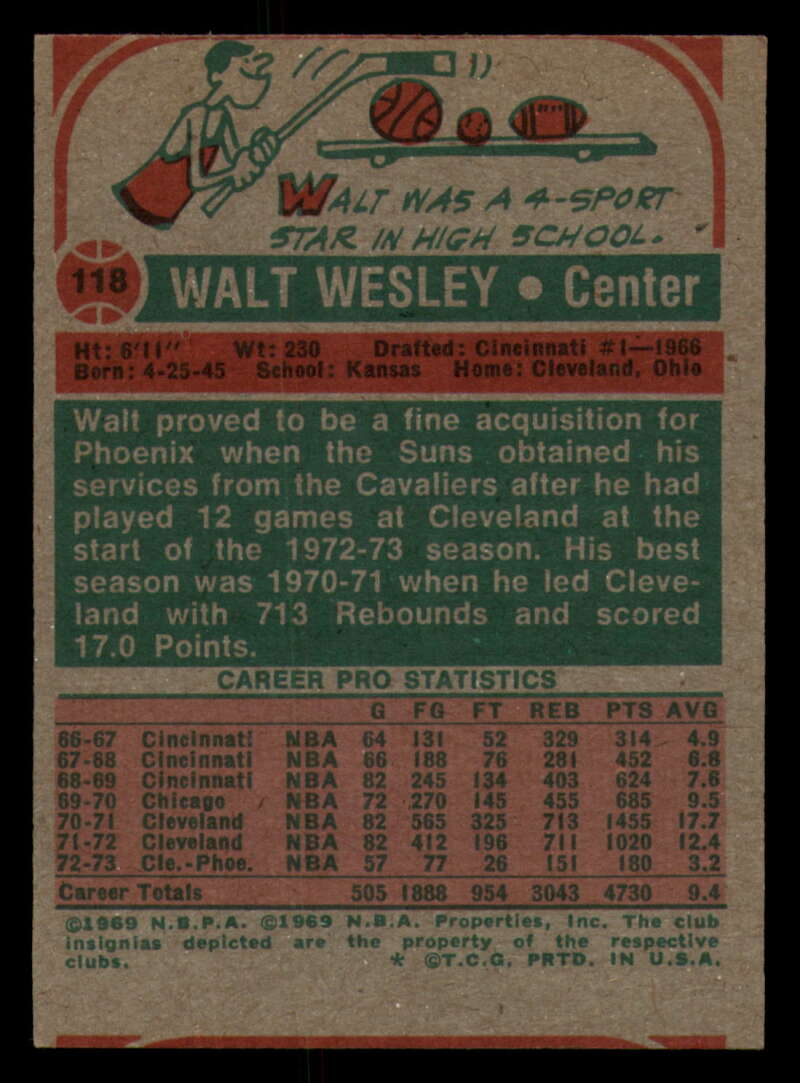 WALT WAS A 4-SPORT
STAR IN HIGH SCHOOL.
118 WALT WESLEY • Center
Ht: 6'11" Wt: 230 Drafted: Cincinnati #1—1966
Born: 4-25-45 School: Kansas Home: Cleveland, Ohio
Walt proved to be a fine acquisition for
Phoenix when the Suns obtained his
services from the Cavaliers after he had
played 12 games at Cleveland at the
start of the 1972-73 season. His best
season was 1970-71 when he led Cleve-
land with 713 Rebounds and scored
17.0 Points.
CAREER PRO STATISTICS
G FG FT REB PTS AVG
66-67 Cincinnati NBA 64 131 52 329 314 4.9
67-68 Cincinnati NBA 66 188 76 281 452 6.8
68-69 Cincinnati NBA 82 245 134 403 624 7.6
69-70 Chicago NBA 72 270 145 455 685 9.5
70-71 Cleveland NBA 82 565 325 713 1455 17.7
71-72 Cleveland NBA 82 412 196 711 1020 12.4
72-73 Cle.-Phoe. NBA 57 77 26 151 180 3.2
Career Totals 505 1888 954 3043 4730 9.4
©1969 N.B.P.A. ©1969 N.B.A. Properties, Inc. The club
insignias depicted are the property of the respective
clubs. * ©T.C.G. PRTD. IN U.S.A.